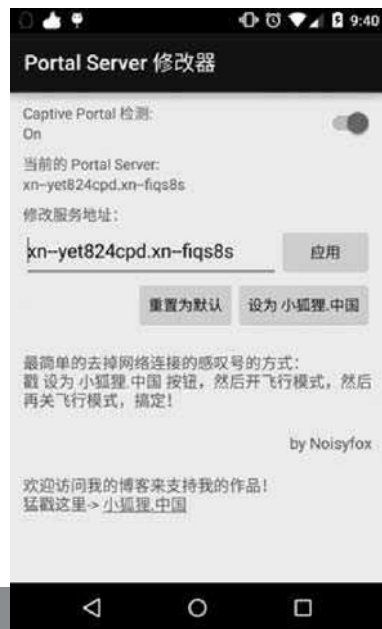 9:40
Portal Server 修改器
Captive Portal 检测:
On
当前的 Portal Server:
xn--yet824cpd.xn--fiqs8s
修改服务地址:
xn--yet824cpd.xn--fiqs8s
应用
重置为默认
设为 小狐狸.中国
最简单的去掉网络连接的感叹号的方式:
戳 设为 小狐狸.中国 按钮，然后开飞行模式，然后
再关飞行模式，搞定!
by Noisyfox
欢迎访问我的博客来支持我的作品!
猛戳这里-> 小狐狸.中国